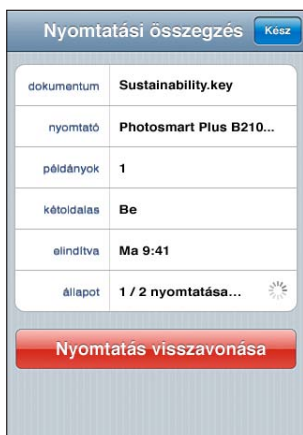 Nyomtatási összegzés
Kész
dokumentum Sustainability.key
nyomtató Photosmart Plus B210...
példányok 1
kétoldalas Be
elindítva Ma 9:41
állapot 1 / 2 nyomtatása...
Nyomtatás visszavonása